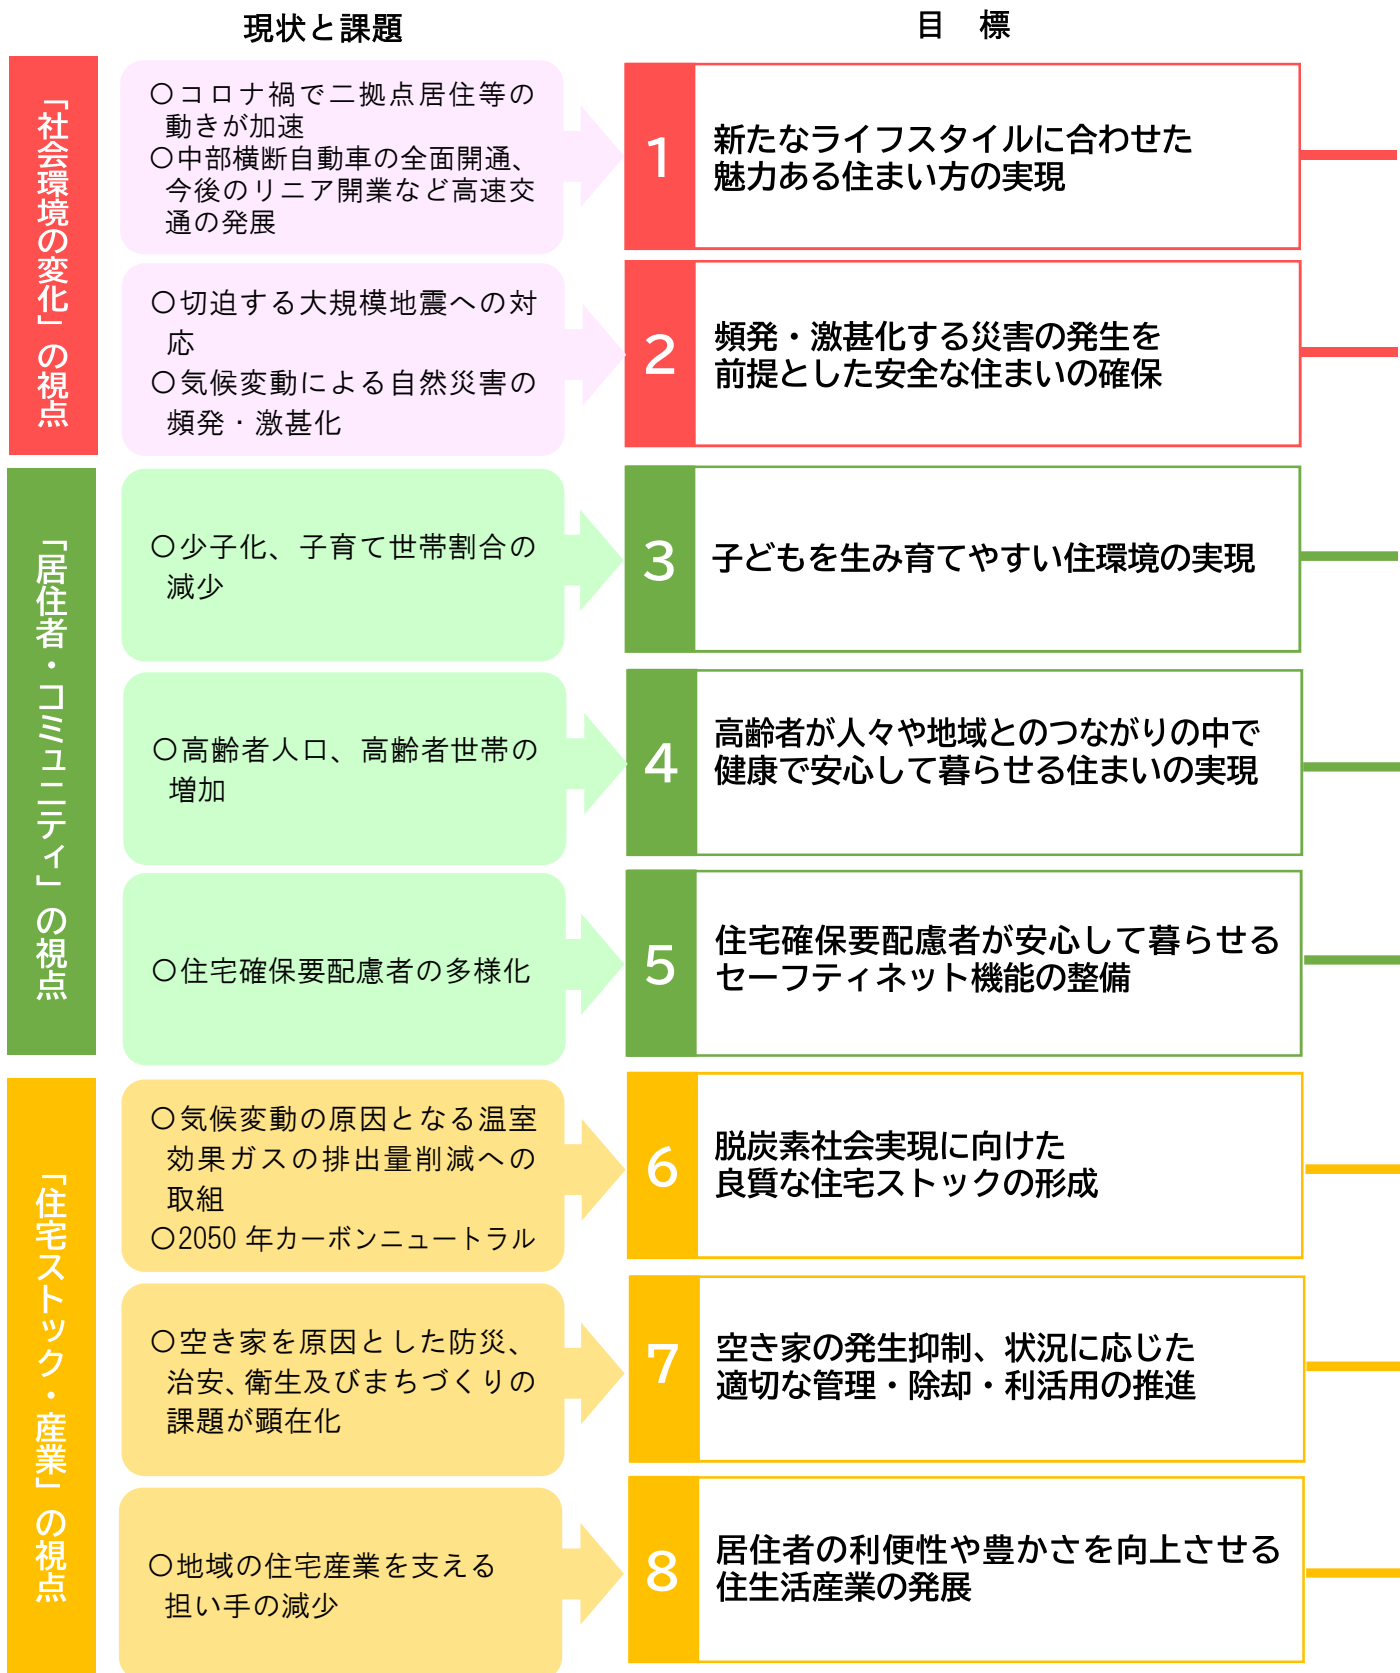 現状と課題
目 標
「社会環境の変化」の視点
〇コロナ禍で二拠点居住等の
動きが加速
〇中部横断自動車の全面開通、
今後のリニア開業など高速交
通の発展
1
新たなライフスタイルに合わせた
魅力ある住まい方の実現
〇切迫する大規模地震への対
応
〇気候変動による自然災害の
頻発・激甚化
2
頻発・激甚化する災害の発生を
前提とした安全な住まいの確保
「居住者・コミュニティ」の視点
〇少子化、子育て世帯割合の
減少
3
子どもを生み育てやすい住環境の実現
〇高齢者人口、高齢者世帯の
増加
4
高齢者が人々や地域とのつながりの中で
健康で安心して暮らせる住まいの実現
〇住宅確保要配慮者の多様化
5
住宅確保要配慮者が安心して暮らせる
セーフティネット機能の整備
「住宅ストック・産業」の視点
〇気候変動の原因となる温室
効果ガスの排出量削減への
取組
〇2050 年カーボンニュートラル
6
脱炭素社会実現に向けた
良質な住宅ストックの形成
〇空き家を原因とした防災、
治安、衛生及びまちづくりの
課題が顕在化
7
空き家の発生抑制、状況に応じた
適切な管理・除却・利活用の推進
〇地域の住宅産業を支える
担い手の減少
8
居住者の利便性や豊かさを向上させる
住生活産業の発展